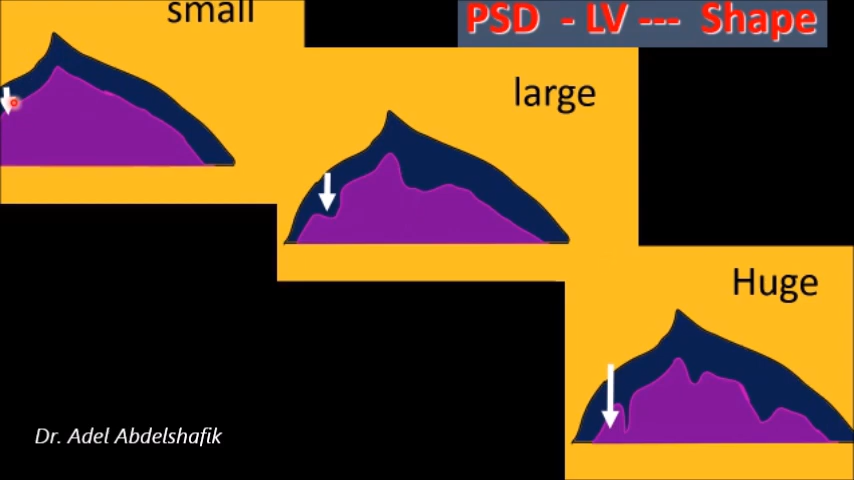 small
PSD - LV --- Shape
large
Huge
Dr. Adel Abdelshafik